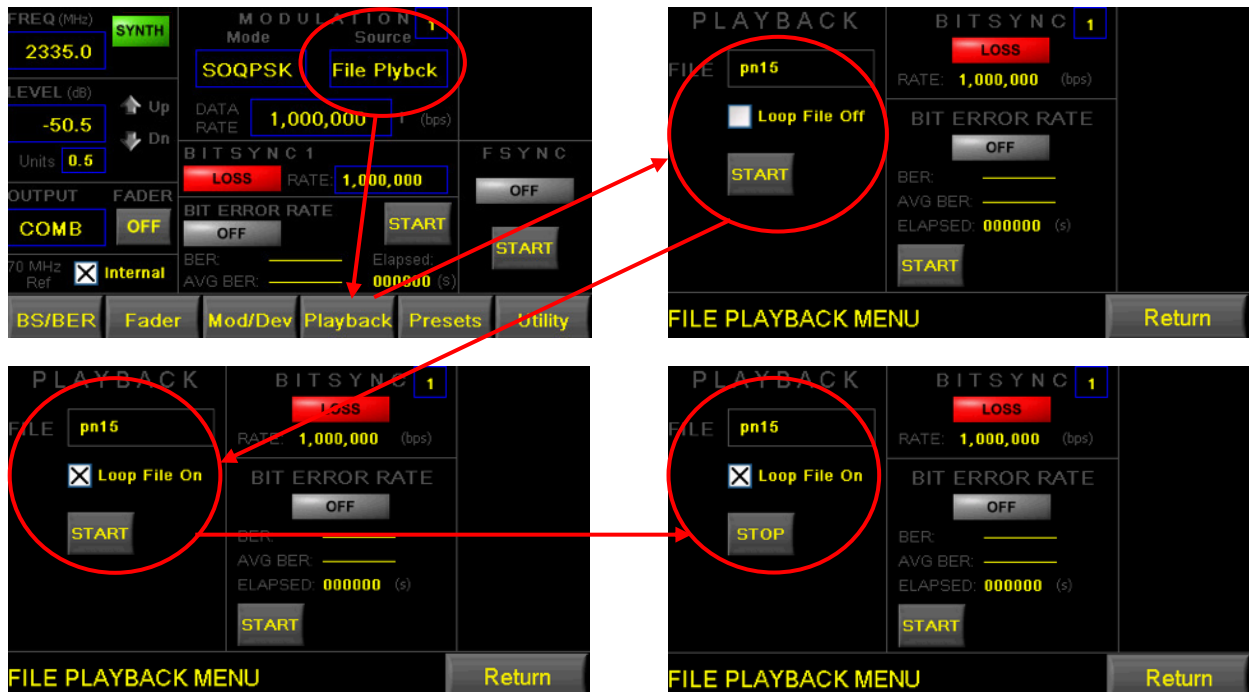 FREQ (MHz)
2335.0
SYNTH
MODULATION 1
Mode
Source
SOQPSK
File Plybck
DATA
RATE
1,000,000
(bps)
LEVEL (dB)
-50.5
Up
Dn
Units 0.5
BITSYNC 1
LOSS
RATE: 1,000,000
FSYNC
OFF
START
OUTPUT
COMB
FADER
OFF
BIT ERROR RATE
OFF
START
BER:
Elapsed:
AVG BER:
000000 (s)
70 MHz
Ref
Internal
BS/BER Fader Mod/Dev Playback Presets Utility
PLAYBACK
FILE pn15
Loop File Off
START
BITSYNC 1
LOSS
RATE: 1,000,000 (bps)
BIT ERROR RATE
OFF
BER:
AVG BER:
ELAPSED: 000000 (s)
START
FILE PLAYBACK MENU
Return
PLAYBACK
FILE pn15
Loop File On
START
BITSYNC 1
LOSS
RATE: 1,000,000 (bps)
BIT ERROR RATE
OFF
BER:
AVG BER:
ELAPSED: 000000 (s)
START
FILE PLAYBACK MENU
Return
PLAYBACK
FILE pn15
Loop File On
STOP
BITSYNC 1
LOSS
RATE: 1,000,000 (bps)
BIT ERROR RATE
OFF
BER:
AVG BER:
ELAPSED: 000000 (s)
START
FILE PLAYBACK MENU
Return